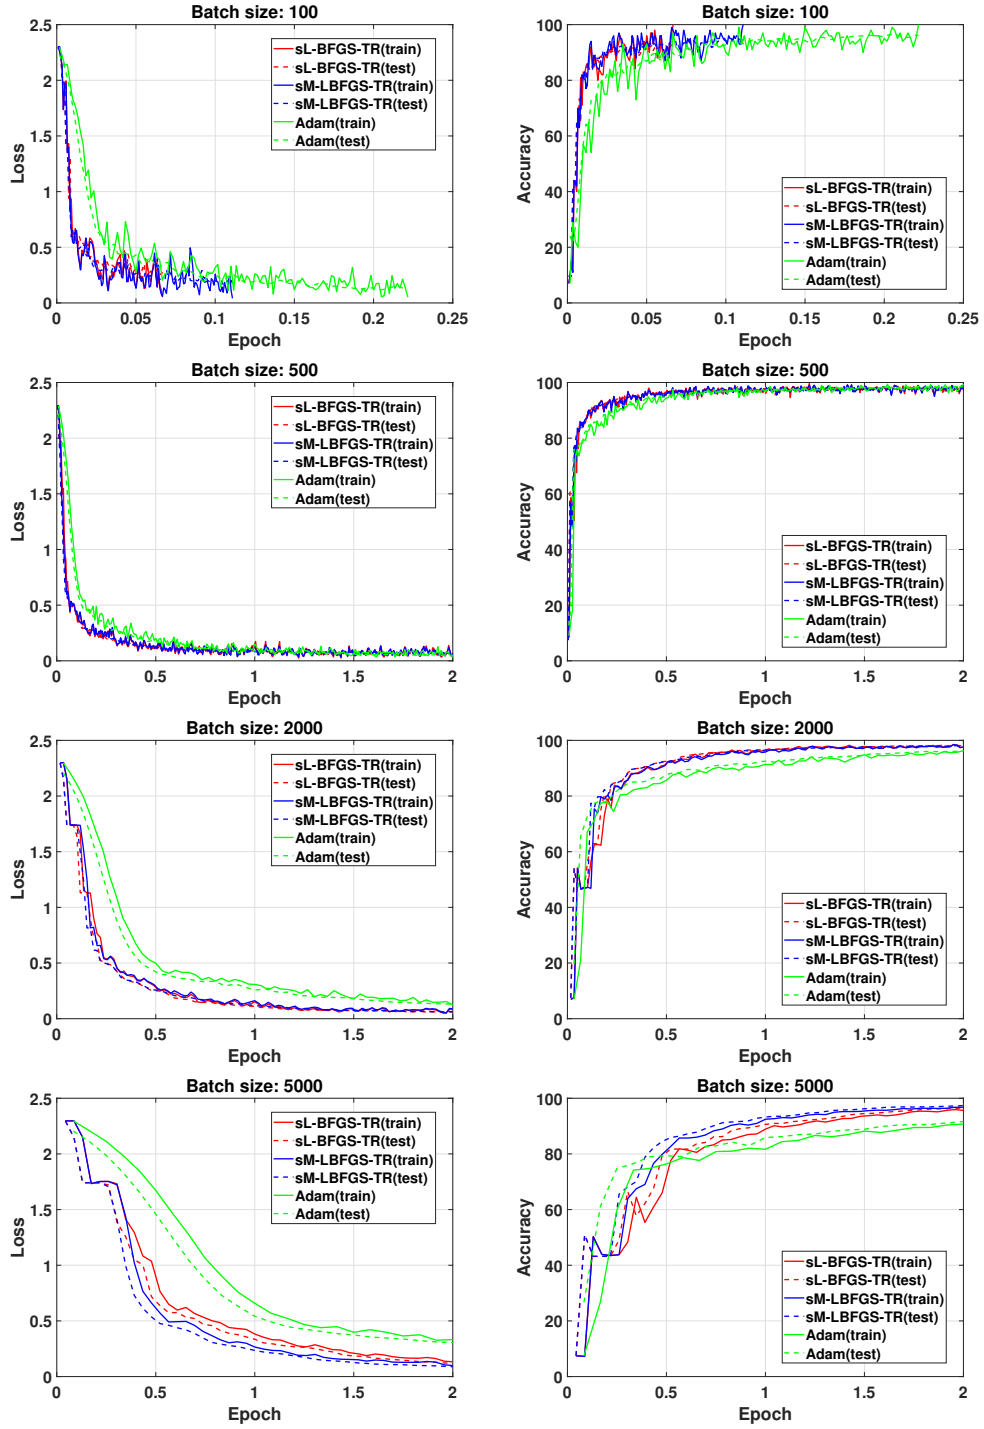 Batch size: 100
2.5
2
1.5
1
0.5
0
Loss
sL-BFGS-TR(train)
sL-BFGS-TR(test)
sM-LBFGS-TR(train)
sM-LBFGS-TR(test)
Adam(train)
Adam(test)
0 0.05 0.1 0.15 0.2 0.25
Epoch
Batch size: 100
100
80
60
40
20
0
Accuracy
sL-BFGS-TR(train)
sL-BFGS-TR(test)
sM-LBFGS-TR(train)
sM-LBFGS-TR(test)
Adam(train)
Adam(test)
0 0.05 0.1 0.15 0.2 0.25
Epoch
Batch size: 500
2.5
2
1.5
1
0.5
0
Loss
sL-BFGS-TR(train)
sL-BFGS-TR(test)
sM-LBFGS-TR(train)
sM-LBFGS-TR(test)
Adam(train)
Adam(test)
0 0.5 1 1.5 2
Epoch
Batch size: 500
100
80
60
40
20
0
Accuracy
sL-BFGS-TR(train)
sL-BFGS-TR(test)
sM-LBFGS-TR(train)
sM-LBFGS-TR(test)
Adam(train)
Adam(test)
0 0.5 1 1.5 2
Epoch
Batch size: 2000
2.5
2
1.5
1
0.5
0
Loss
sL-BFGS-TR(train)
sL-BFGS-TR(test)
sM-LBFGS-TR(train)
sM-LBFGS-TR(test)
Adam(train)
Adam(test)
0 0.5 1 1.5 2
Epoch
Batch size: 2000
100
80
60
40
20
0
Accuracy
sL-BFGS-TR(train)
sL-BFGS-TR(test)
sM-LBFGS-TR(train)
sM-LBFGS-TR(test)
Adam(train)
Adam(test)
0 0.5 1 1.5 2
Epoch
Batch size: 5000
2.5
2
1.5
1
0.5
0
Loss
sL-BFGS-TR(train)
sL-BFGS-TR(test)
sM-LBFGS-TR(train)
sM-LBFGS-TR(test)
Adam(train)
Adam(test)
0 0.5 1 1.5 2
Epoch
Batch size: 5000
100
80
60
40
20
0
Accuracy
sL-BFGS-TR(train)
sL-BFGS-TR(test)
sM-LBFGS-TR(train)
sM-LBFGS-TR(test)
Adam(train)
Adam(test)
0 0.5 1 1.5 2
Epoch